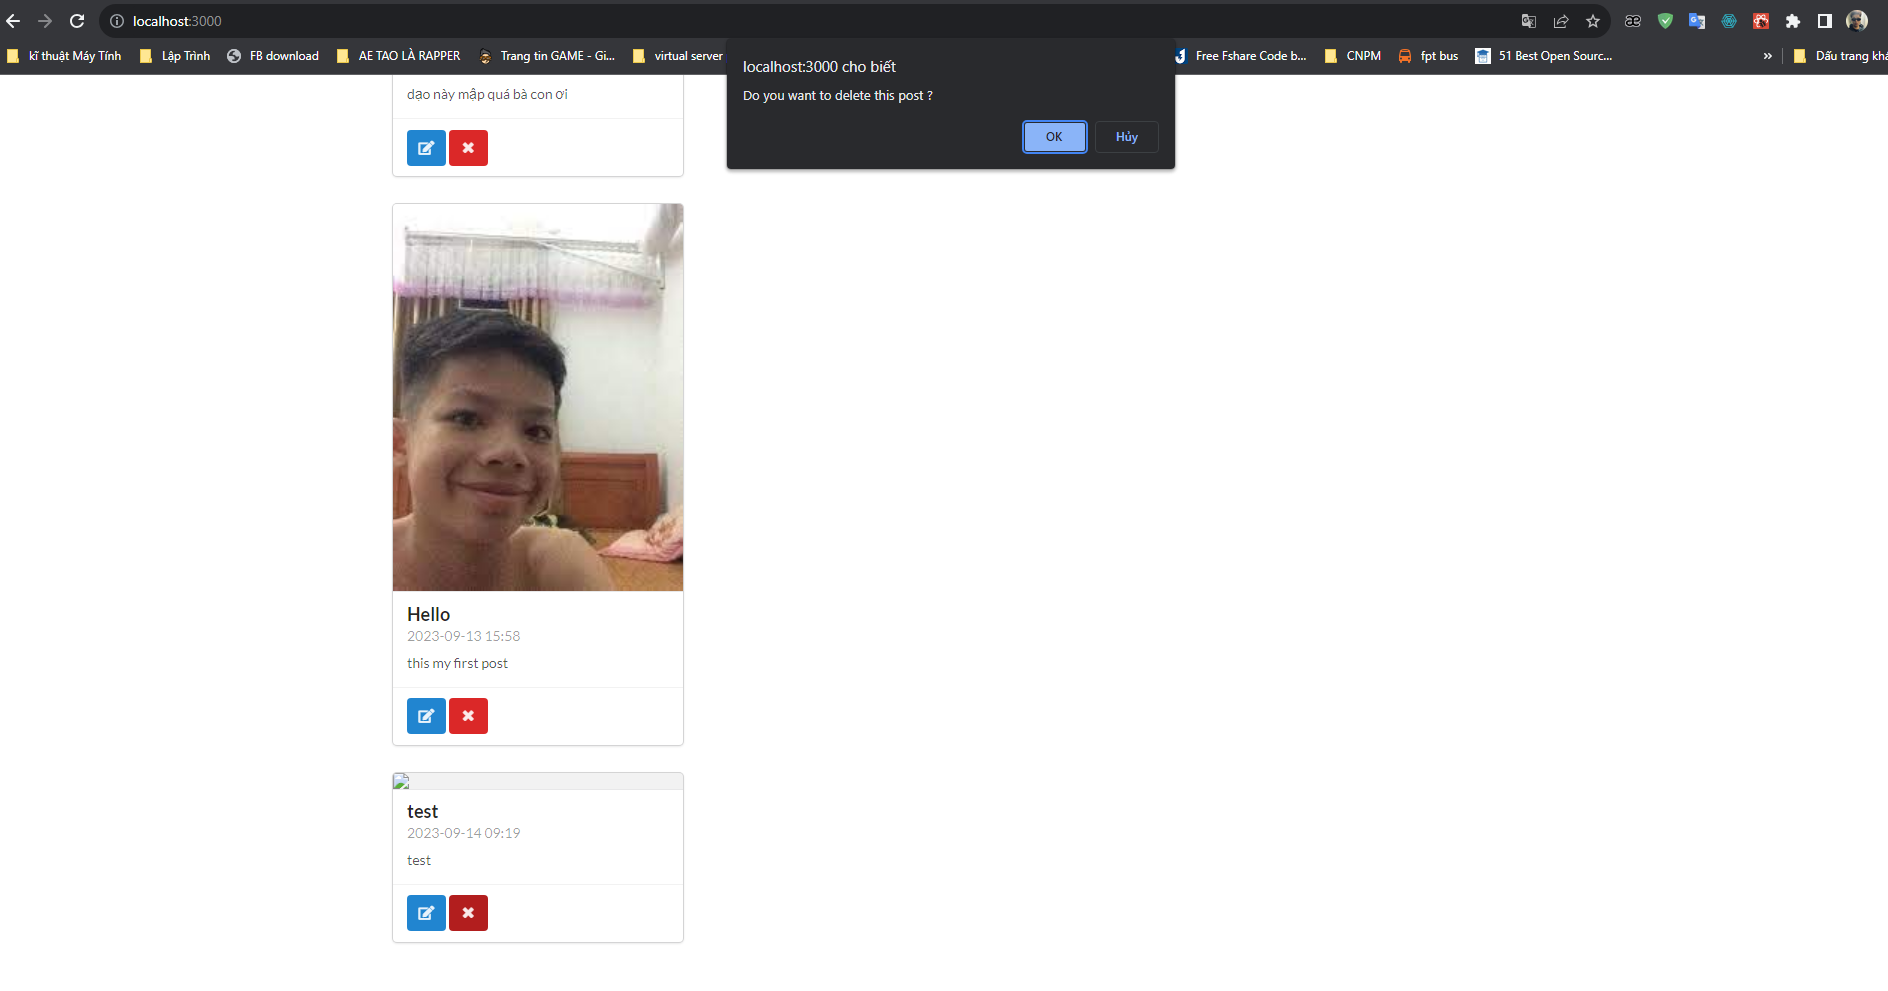 localhost:3000
kĩ thuật Máy Tính
Lập Trình
FB download
AE TAO LÀ RAPPER
Trang tin GAME - Gi...
virtual server
Free Fshare Code b...
CNPM
fpt bus
51 Best Open Sourc...
»
Dấu trang khá
localhost:3000 cho biết
Do you want to delete this post ?
OK
Hủy
dạo này mập quá bà con ơi
Hello
2023-09-13 15:58
this my first post
test
2023-09-14 09:19
test